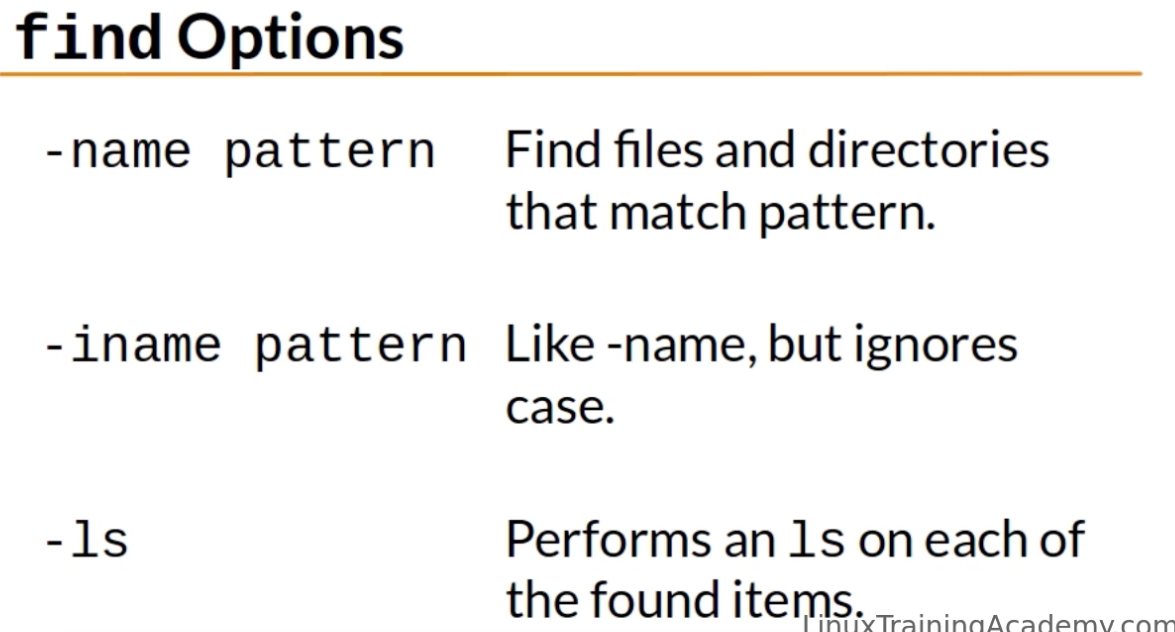 find Options
-name pattern Find files and directories
that match pattern.
-iname pattern Like -name, but ignores
case.
-ls Performs an ls on each of
the found items.
LinuxTrainingAcademy.com